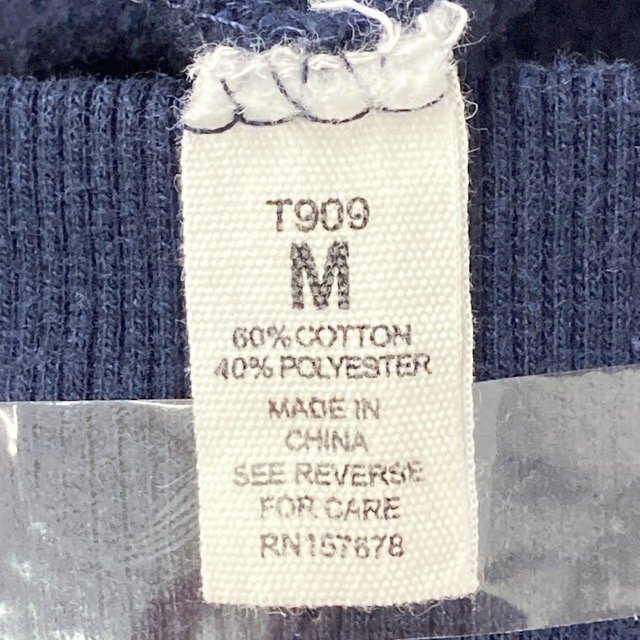 T909
M
60% COTTON
40% POLYESTER
MADE IN
CHINA
SEE REVERSE
FOR CARE
RN157678